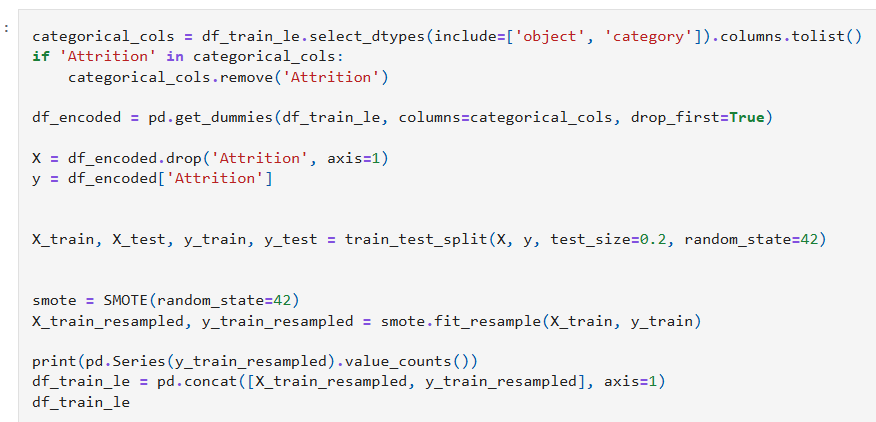 :
categorical_cols = df_train_le.select_dtypes(include=['object', 'category']).columns.tolist()
if 'Attrition' in categorical_cols:
    categorical_cols.remove('Attrition')
df_encoded = pd.get_dummies(df_train_le, columns=categorical_cols, drop_first=True)
X = df_encoded.drop('Attrition', axis=1)
y = df_encoded['Attrition']
X_train, X_test, y_train, y_test = train_test_split(X, y, test_size=0.2, random_state=42)
smote = SMOTE(random_state=42)
X_train_resampled, y_train_resampled = smote.fit_resample(X_train, y_train)
print(pd.Series(y_train_resampled).value_counts())
df_train_le = pd.concat([X_train_resampled, y_train_resampled], axis=1)
df_train_le